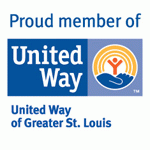 Proud member of
United
Way
TM
United Way
of Greater St. Louis